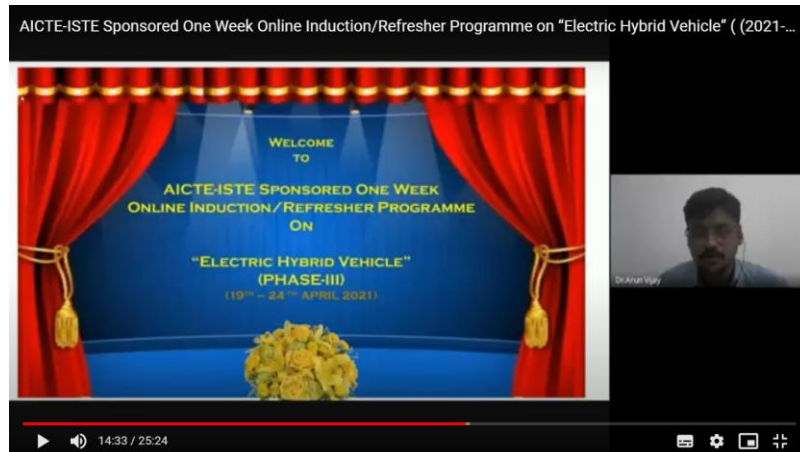 AICTE-ISTE Sponsored One Week Online Induction/Refresher Programme on “Electric Hybrid Vehicle” ( (2021-...
WELCOME
TO
AICTE-ISTE SPONSORED ONE WEEK
ONLINE INDUCTION/REFRESHER PROGRAMME
ON
“ELECTRIC HYBRID VEHICLE”
(PHASE-III)
(19TH – 24TH APRIL 2021)
Dr.Arun Vijay
14:33 / 25:24